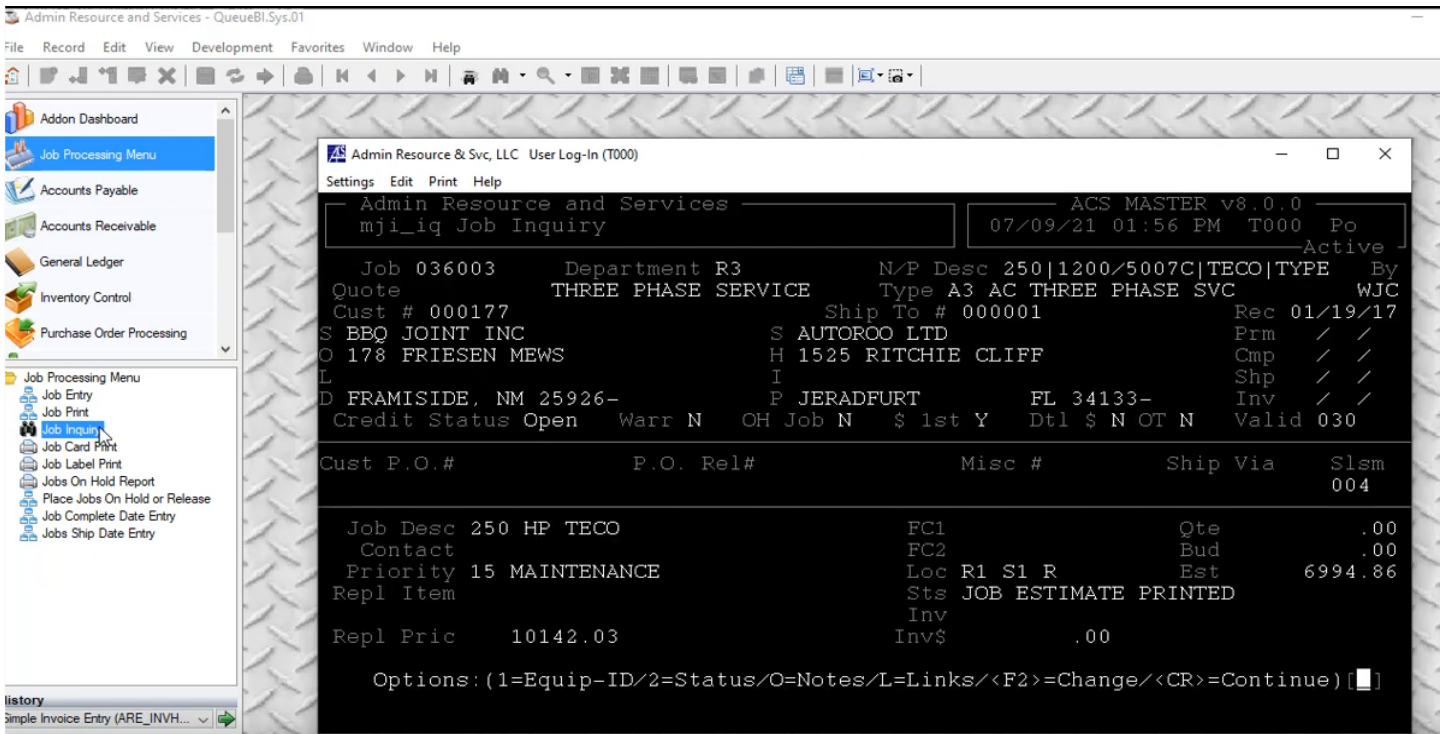 Admin Resource and Services - QueueBI.Sys.01
File Record Edit View Development Favorites Window Help
Addon Dashboard
Job Processing Menu
Accounts Payable
Accounts Receivable
General Ledger
Inventory Control
Purchase Order Processing
Job Processing Menu
Job Entry
Job Print
Job Inquiry
Job Card Print
Job Label Print
Jobs On Hold Report
Place Jobs On Hold or Release
Job Complete Date Entry
Jobs Ship Date Entry
History
Simple Invoice Entry (ARE_INVH...
Admin Resource & Svc, LLC User Log-In (T000)
Settings Edit Print Help
Admin Resource and Services ACS MASTER v8.0.0
mji_iq Job Inquiry 07/09/21 01:56 PM T000 Po
Active
Job 036003 Department R3 N/P Desc 250|1200/5007C|TECO|TYPE By
Quote THREE PHASE SERVICE Type A3 AC THREE PHASE SVC WJC
Cust # 000177 Ship To # 000001 Rec 01/19/17
S BBQ JOINT INC S AUTOROO LTD Prm / /
O 178 FRIESEN MEWS H 1525 RITCHIE CLIFF Cmp / /
L I Shp / /
D FRAMISIDE, NM 25926- P JERADFURT FL 34133- Inv / /
Credit Status Open Warr N OH Job N $ 1st Y Dtl $ N OT N Valid 030
Cust P.O.# P.O. Rel# Misc # Ship Via Slsm
004
Job Desc 250 HP TECO FC1 Qte .00
Contact FC2 Bud .00
Priority 15 MAINTENANCE Loc R1 S1 R Est 6994.86
Repl Item Sts JOB ESTIMATE PRINTED
Inv
Repl Pric 10142.03 Inv$ .00
Options:(1=Equip-ID/2=Status/O=Notes/L=Links/<F2>=Change/<CR>=Continue)[ ]